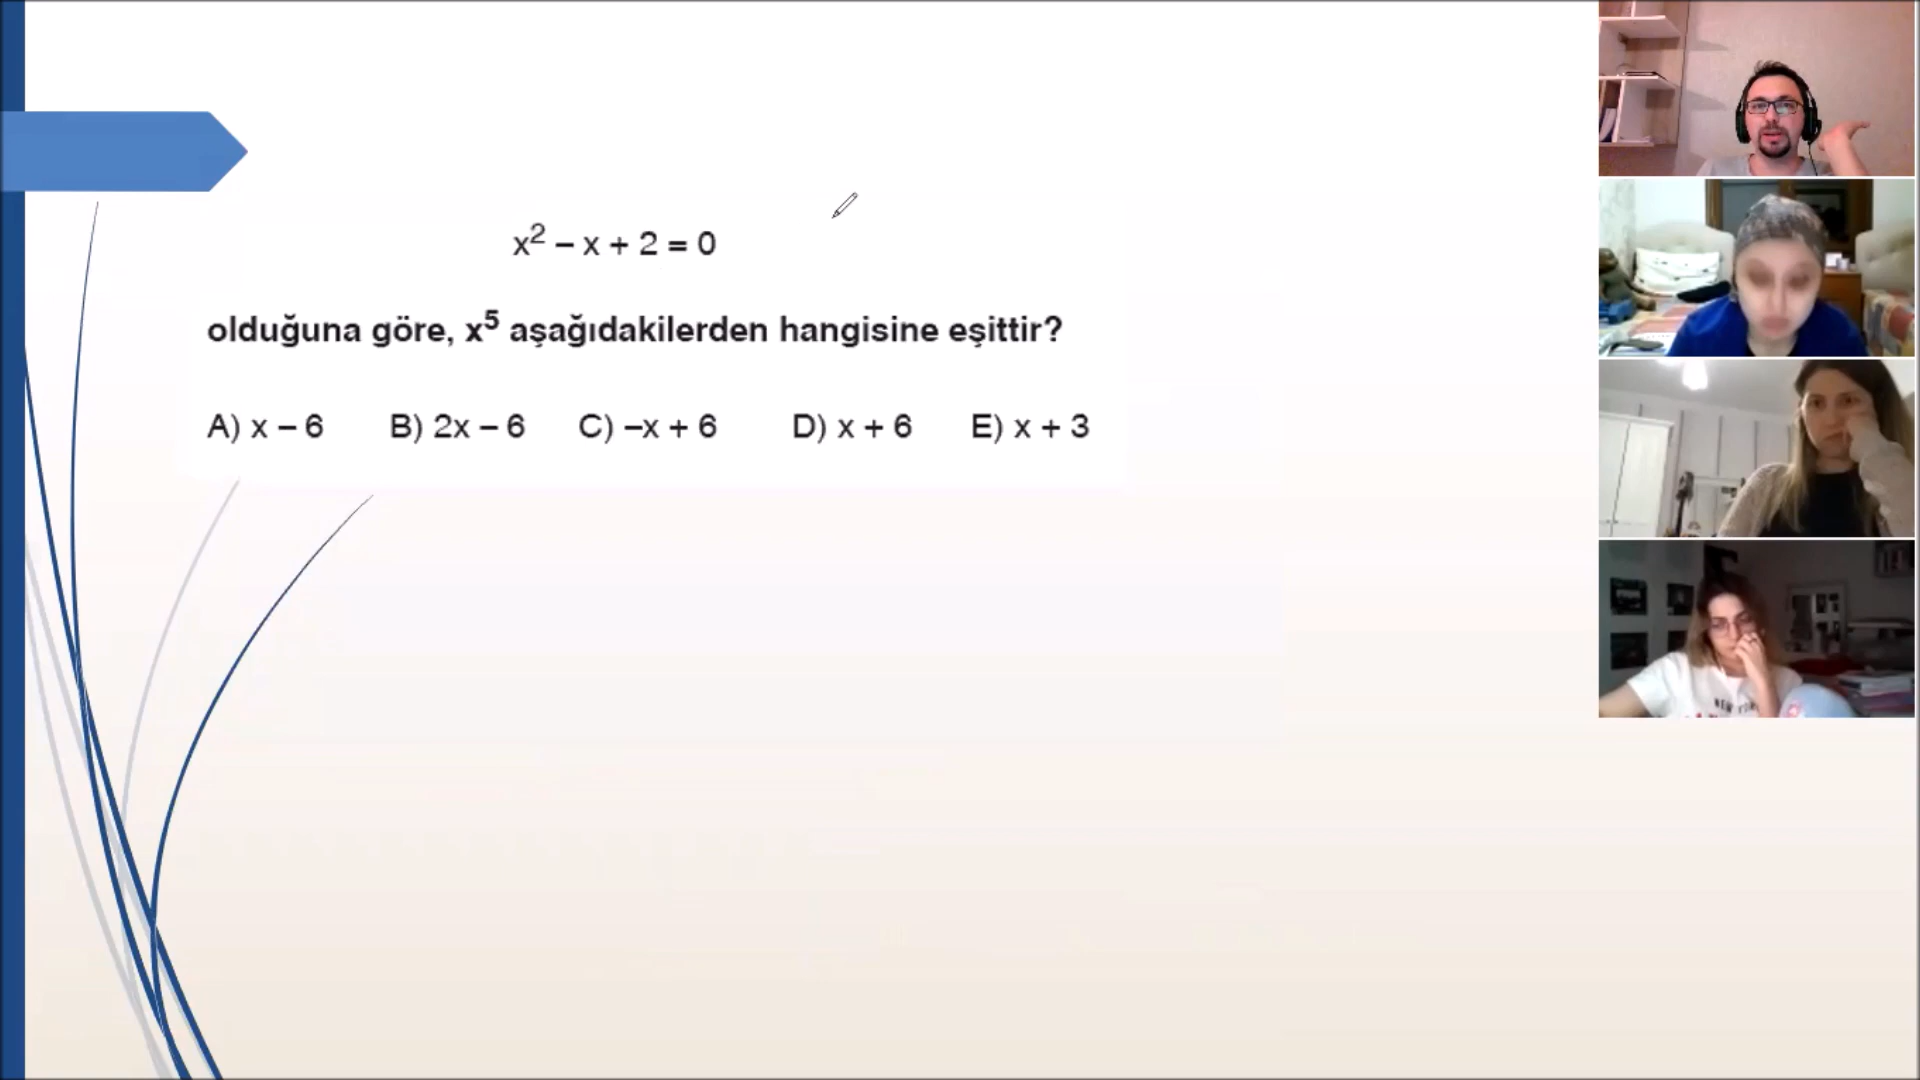 x² – x + 2 = 0
olduğuna göre, x⁵ aşağıdakilerden hangisine eşittir?
A) x – 6 B) 2x – 6 C) –x + 6 D) x + 6 E) x + 3